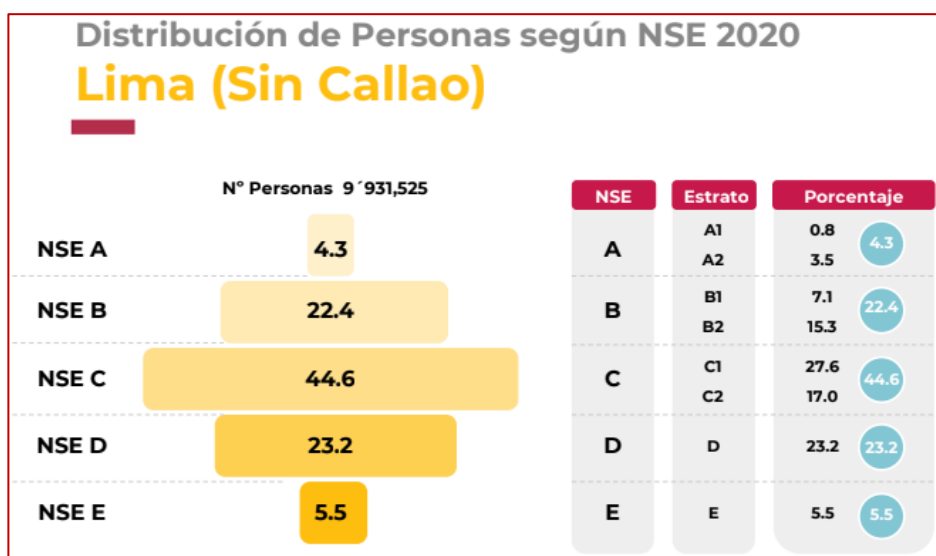 Distribución de Personas según NSE 2020
Lima (Sin Callao)
Nº Personas 9´931,525
NSE A 4.3
NSE B 22.4
NSE C 44.6
NSE D 23.2
NSE E 5.5
NSE Estrato Porcentaje
A1 0.8
A 4.3
A2 3.5
B1 7.1
B 22.4
B2 15.3
C1 27.6
C 44.6
C2 17.0
D D 23.2 23.2
E E 5.5 5.5